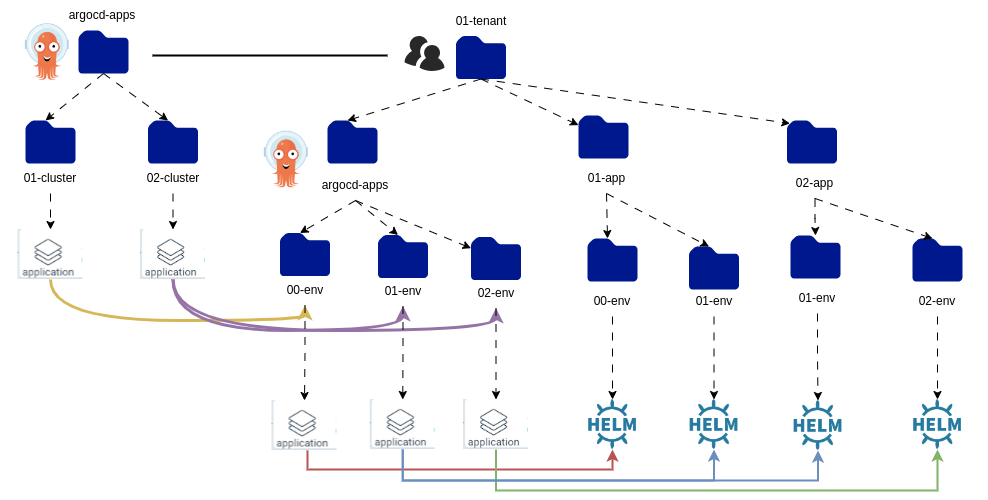 argocd-apps
01-tenant
01-cluster
02-cluster
argocd-apps
01-app
02-app
application
application
00-env
01-env
02-env
00-env
01-env
01-env
02-env
application
application
application
HELM
HELM
HELM
HELM